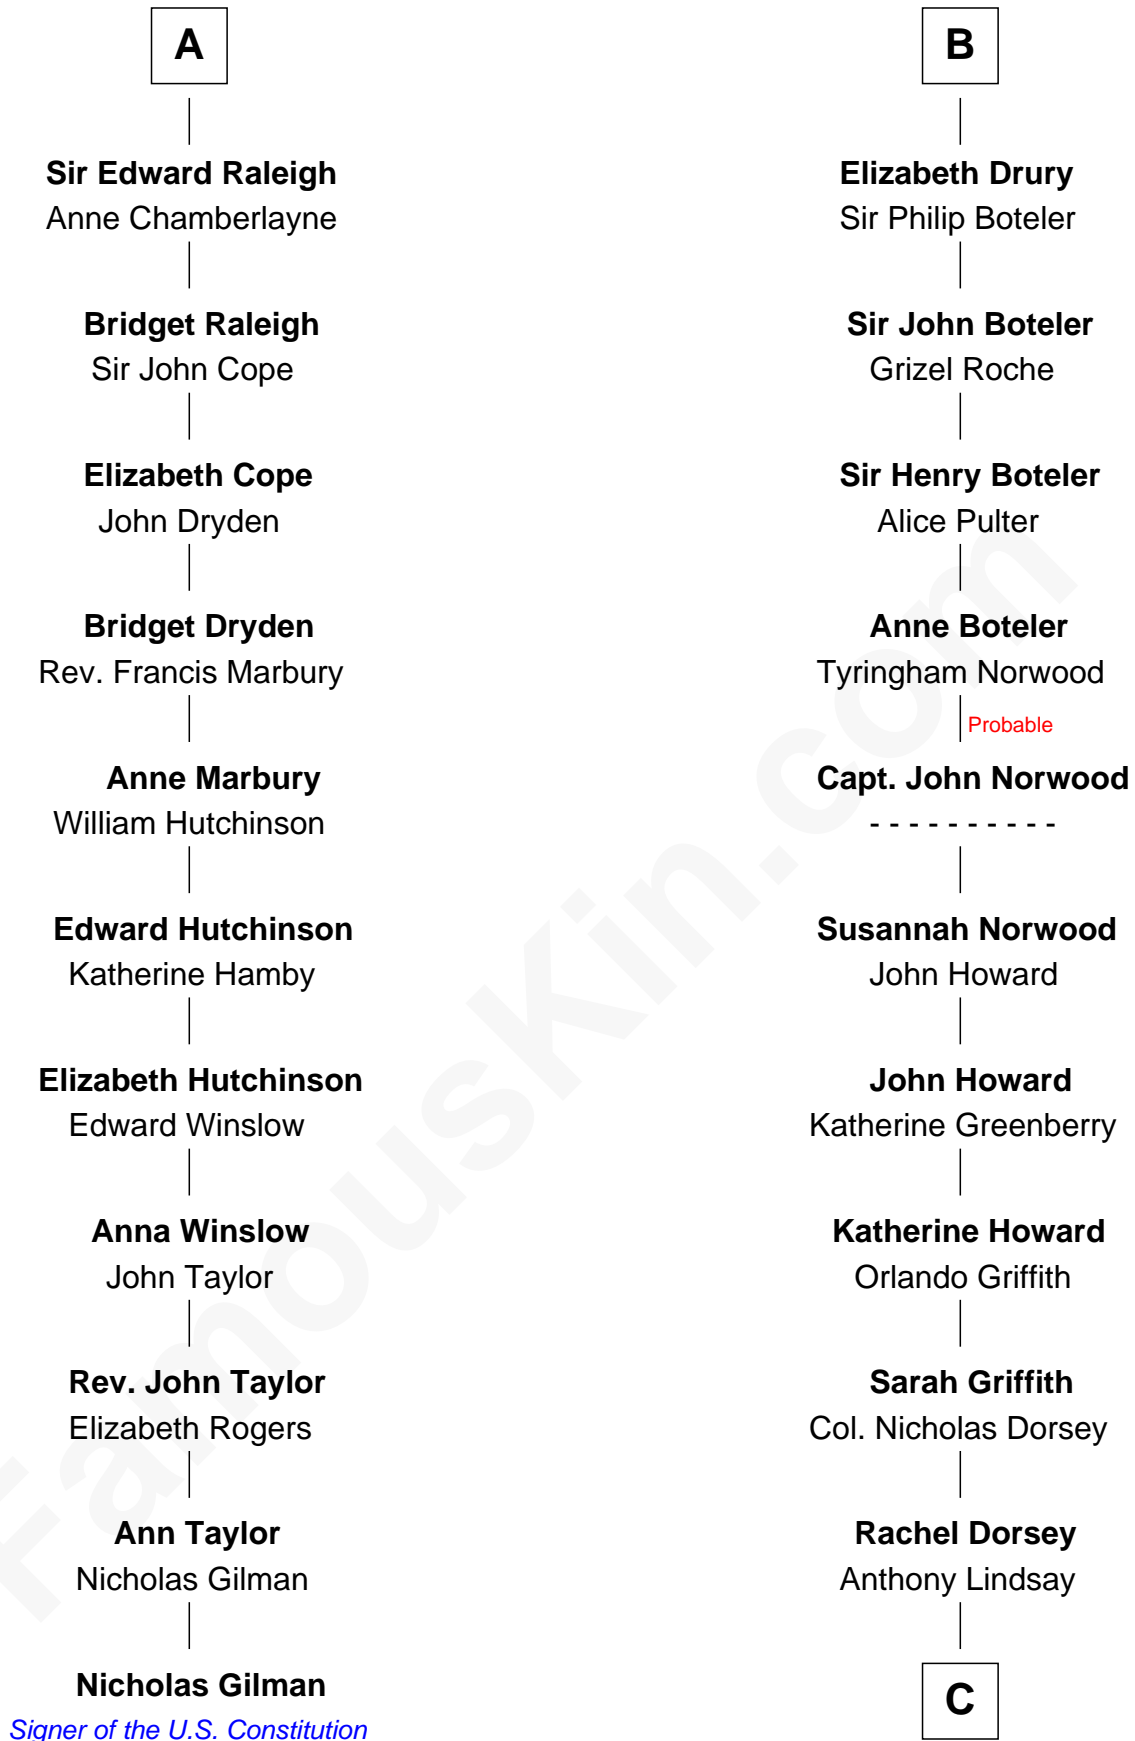 A
Sir Edward Raleigh
Anne Chamberlayne
Bridget Raleigh
Sir John Cope
Elizabeth Cope
John Dryden
Bridget Dryden
Rev. Francis Marbury
Anne Marbury
William Hutchinson
Edward Hutchinson
Katherine Hamby
Elizabeth Hutchinson
Edward Winslow
Anna Winslow
John Taylor
Rev. John Taylor
Elizabeth Rogers
Ann Taylor
Nicholas Gilman
Nicholas Gilman
Signer of the U.S. Constitution
B
Elizabeth Drury
Sir Philip Boteler
Sir John Boteler
Grizel Roche
Sir Henry Boteler
Alice Pulter
Anne Boteler
Tyringham Norwood
Probable
Capt. John Norwood
- - - - - - - - - -
Susannah Norwood
John Howard
John Howard
Katherine Greenberry
Katherine Howard
Orlando Griffith
Sarah Griffith
Col. Nicholas Dorsey
Rachel Dorsey
Anthony Lindsay
C
FamousKin.com